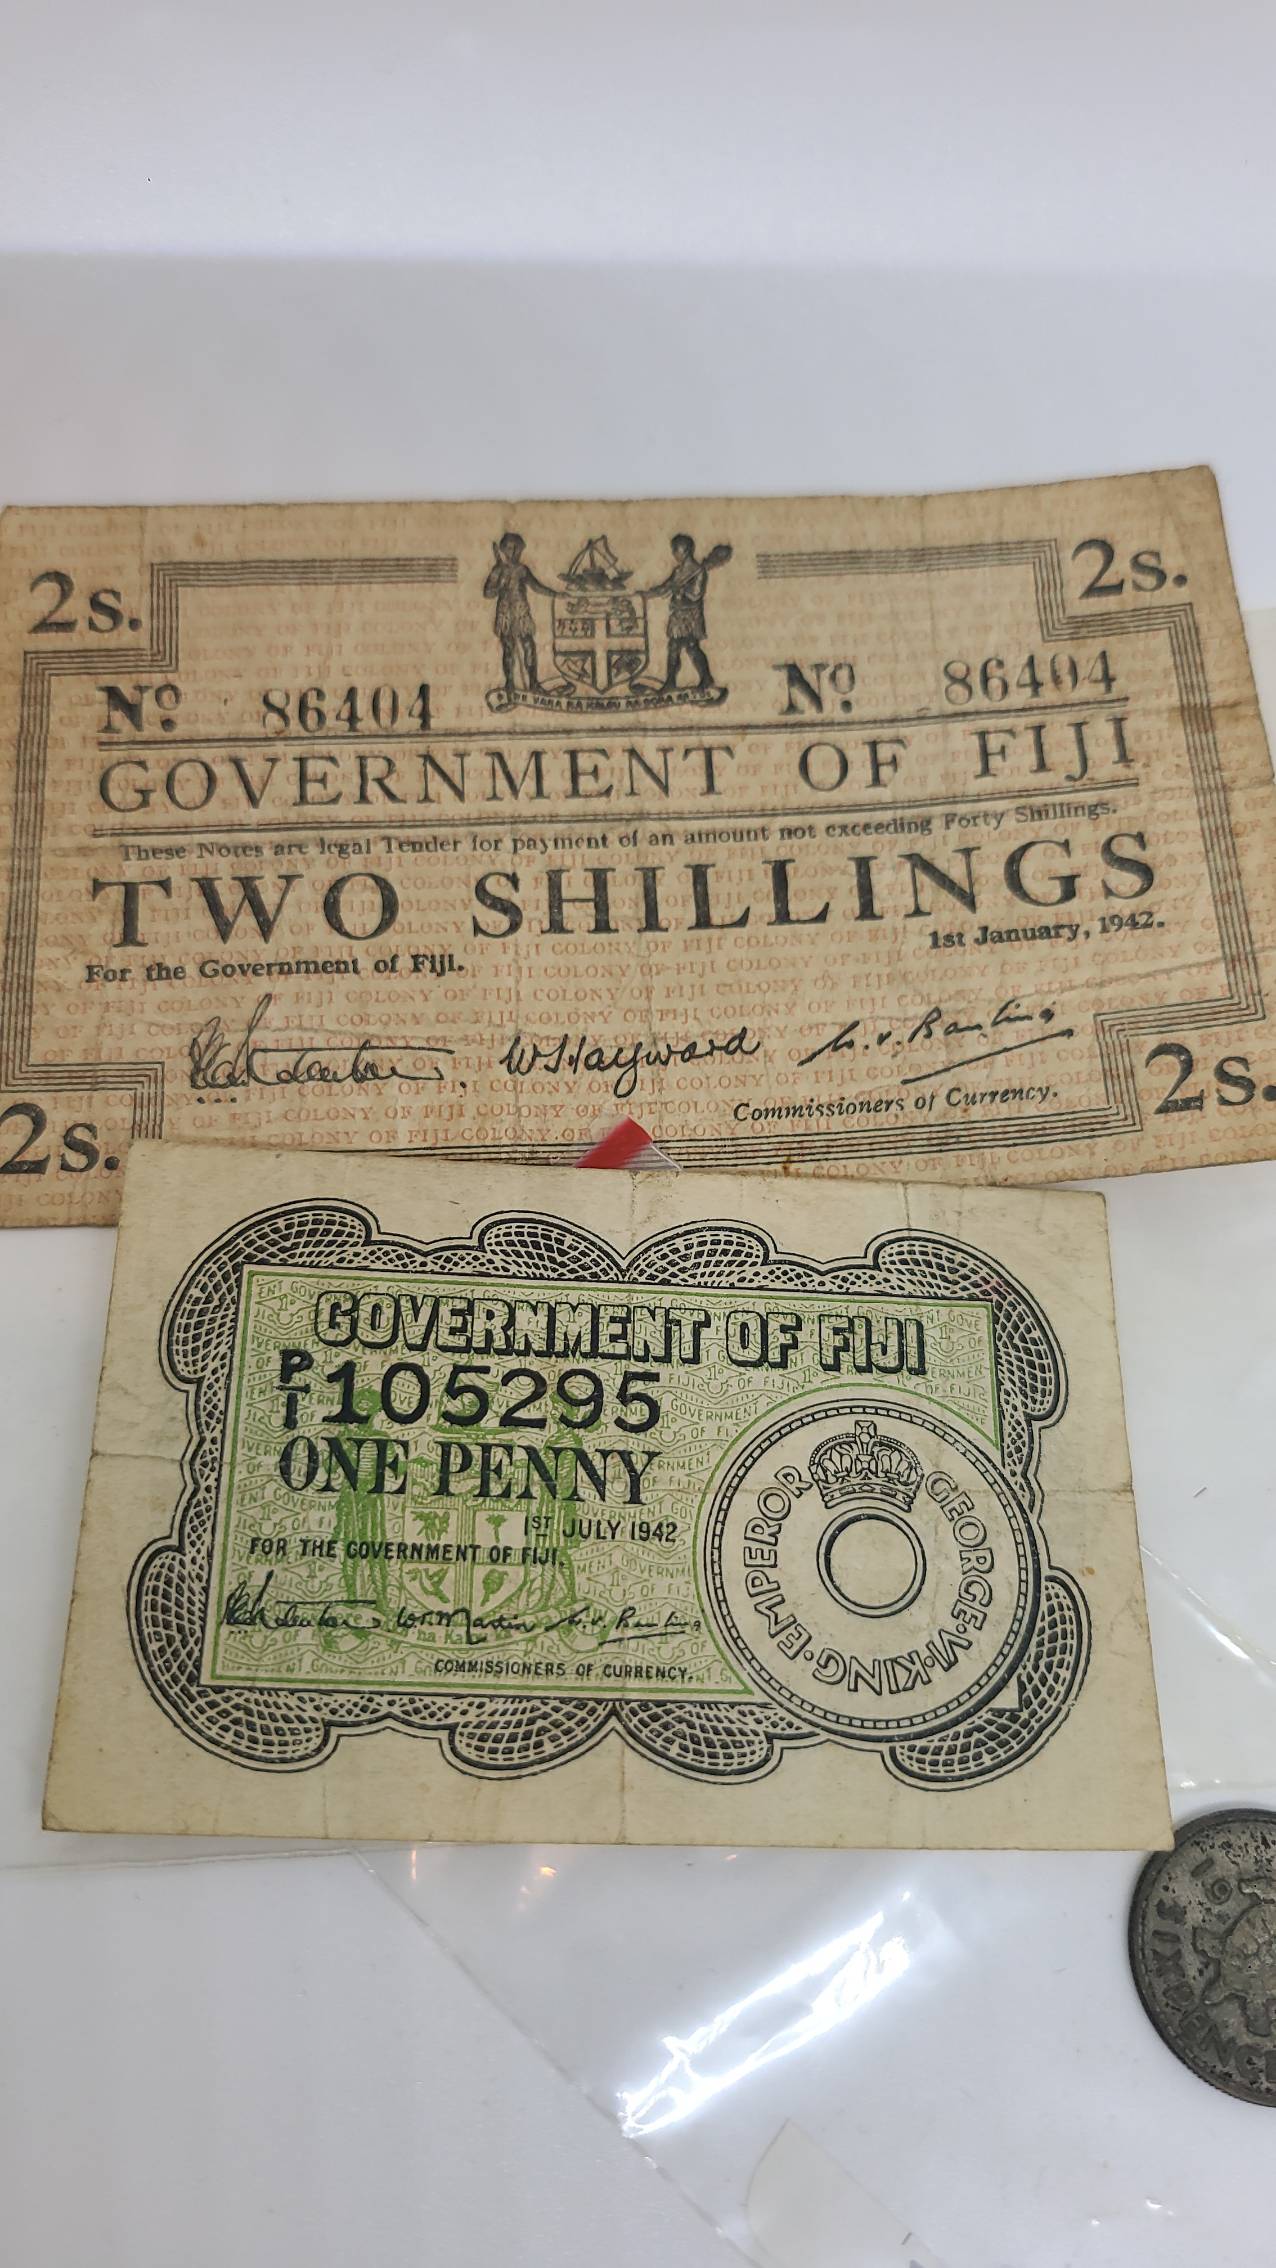 2s. 2s.
No. 86404 No. 86404
GOVERNMENT OF FIJI
These Notes are legal Tender for payment of an amount not exceeding Forty Shillings.
TWO SHILLINGS
1st January, 1942.
For the Government of Fiji.
W S Hayward
Commissioners of Currency.
2s. 2s.
GOVERNMENT OF FIJI
P/1 105295
ONE PENNY
1ST JULY 1942
FOR THE GOVERNMENT OF FIJI.
COMMISSIONERS OF CURRENCY.
GEORGE·VI·KING·EMPEROR